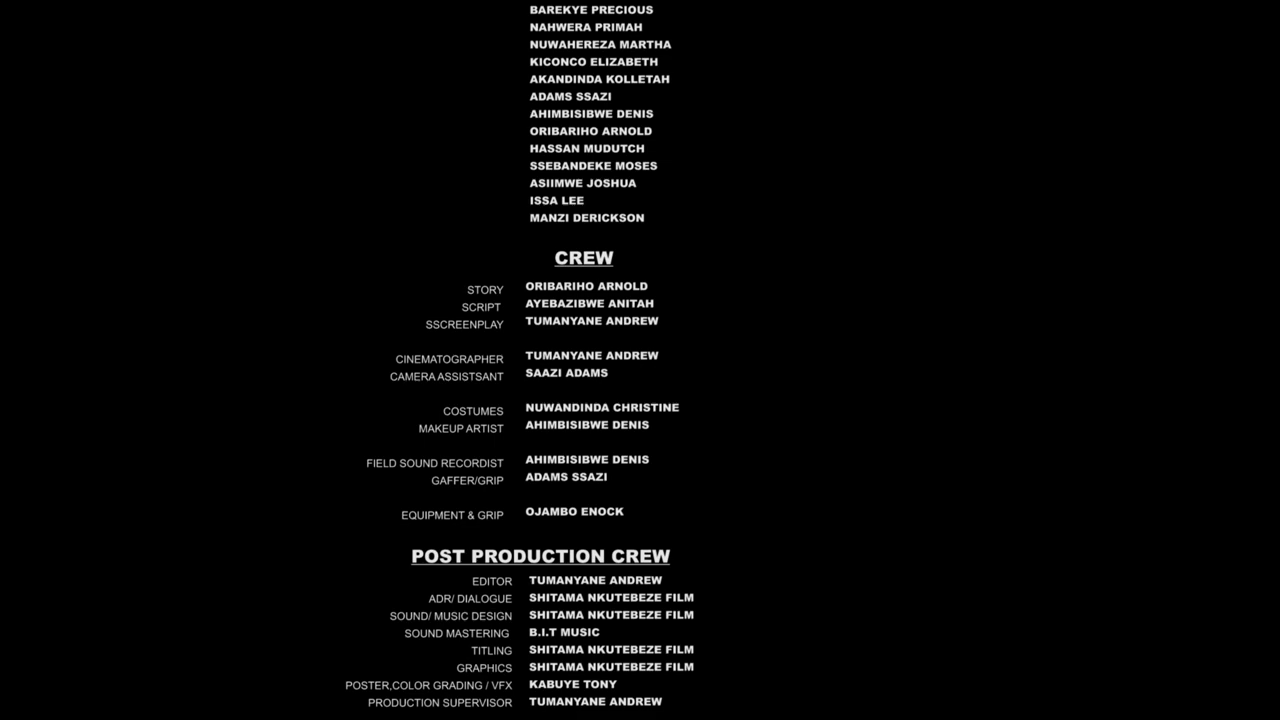 BAREKYE PRECIOUS
NAHWERA PRIMAH
NUWAHEREZA MARTHA
KICONCO ELIZABETH
AKANDINDA KOLLETAH
ADAMS SSAZI
AHIMBISIBWE DENIS
ORIBARIHO ARNOLD
HASSAN MUDUTCH
SSEBANDEKE MOSES
ASIIMWE JOSHUA
ISSA LEE
MANZI DERICKSON
CREW
STORY ORIBARIHO ARNOLD
SCRIPT AYEBAZIBWE ANITAH
SSCREENPLAY TUMANYANE ANDREW
CINEMATOGRAPHER TUMANYANE ANDREW
CAMERA ASSISTSANT SAAZI ADAMS
COSTUMES NUWANDINDA CHRISTINE
MAKEUP ARTIST AHIMBISIBWE DENIS
FIELD SOUND RECORDIST AHIMBISIBWE DENIS
GAFFER/GRIP ADAMS SSAZI
EQUIPMENT & GRIP OJAMBO ENOCK
POST PRODUCTION CREW
EDITOR TUMANYANE ANDREW
ADR/ DIALOGUE SHITAMA NKUTEBEZE FILM
SOUND/ MUSIC DESIGN SHITAMA NKUTEBEZE FILM
SOUND MASTERING B.I.T MUSIC
TITLING SHITAMA NKUTEBEZE FILM
GRAPHICS SHITAMA NKUTEBEZE FILM
POSTER,COLOR GRADING / VFX KABUYE TONY
PRODUCTION SUPERVISOR TUMANYANE ANDREW